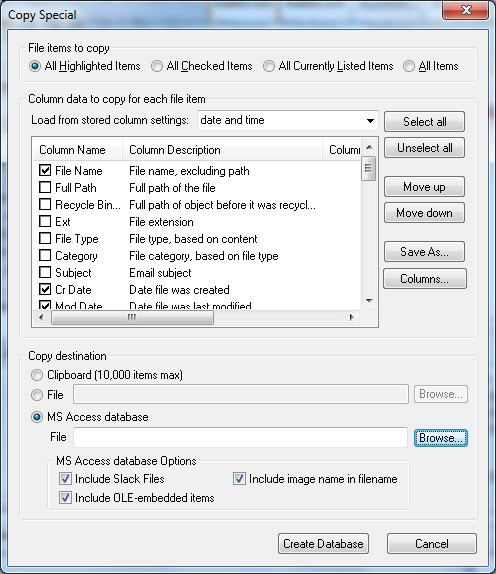 Copy Special
File items to copy
All Highlighted Items All Checked Items All Currently Listed Items All Items
Column data to copy for each file item
Load from stored column settings: date and time Select all
Unselect all
Column Name Column Description Column
File Name File name, excluding path
Full Path Full path of the file Move up
Recycle Bin... Full path of object before it was recycl...
Ext File extension Move down
File Type File type, based on content
Category File category, based on file type Save As...
Subject Email subject
Cr Date Date file was created Columns...
Mod Date Date file was last modified
Copy destination
Clipboard (10,000 items max)
File Browse...
MS Access database
File Browse...
MS Access database Options
Include Slack Files Include image name in filename
Include OLE-embedded items
Create Database Cancel